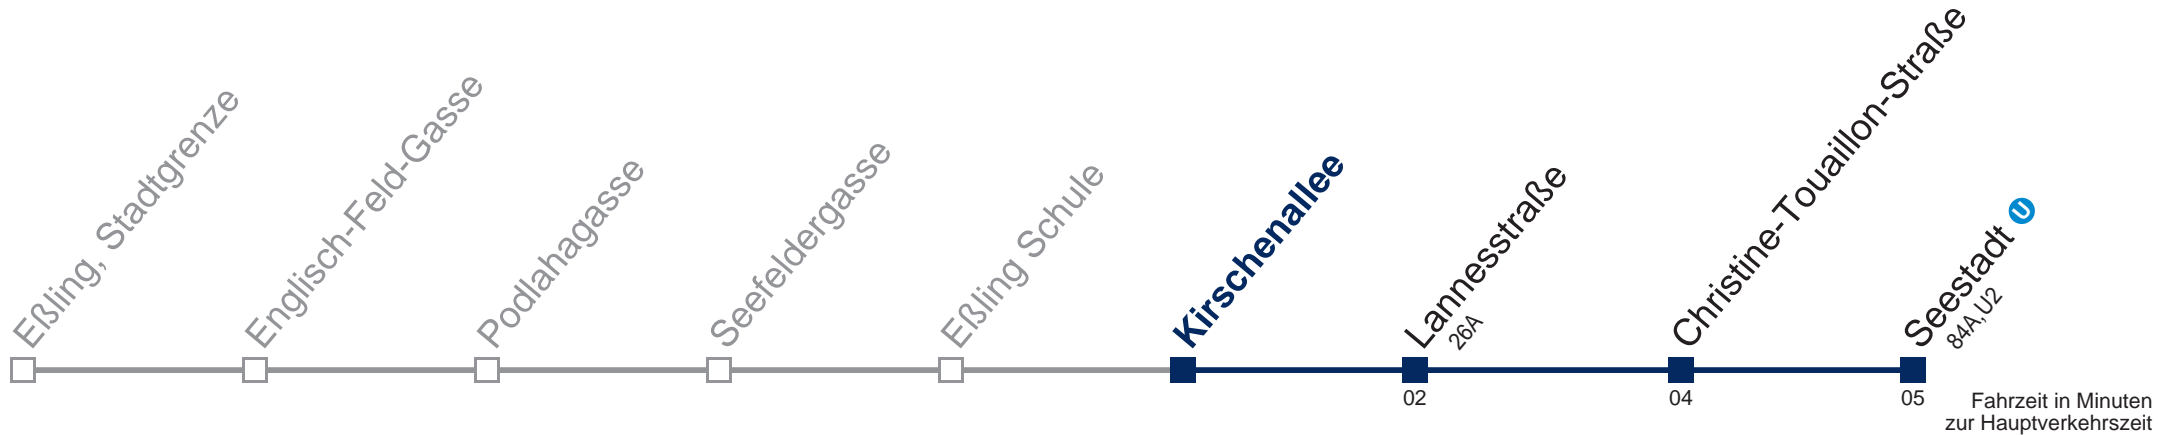 Eßling, Stadtgrenze
Englisch-Feld-Gasse
Podlahagasse
Seefeldergasse
Eßling Schule
Kirschenallee
Lannesstraße
26A
Christine-Touaillon-Straße
Seestadt U
84A, U2
02
04
05
Fahrzeit in Minuten
zur Hauptverkehrszeit